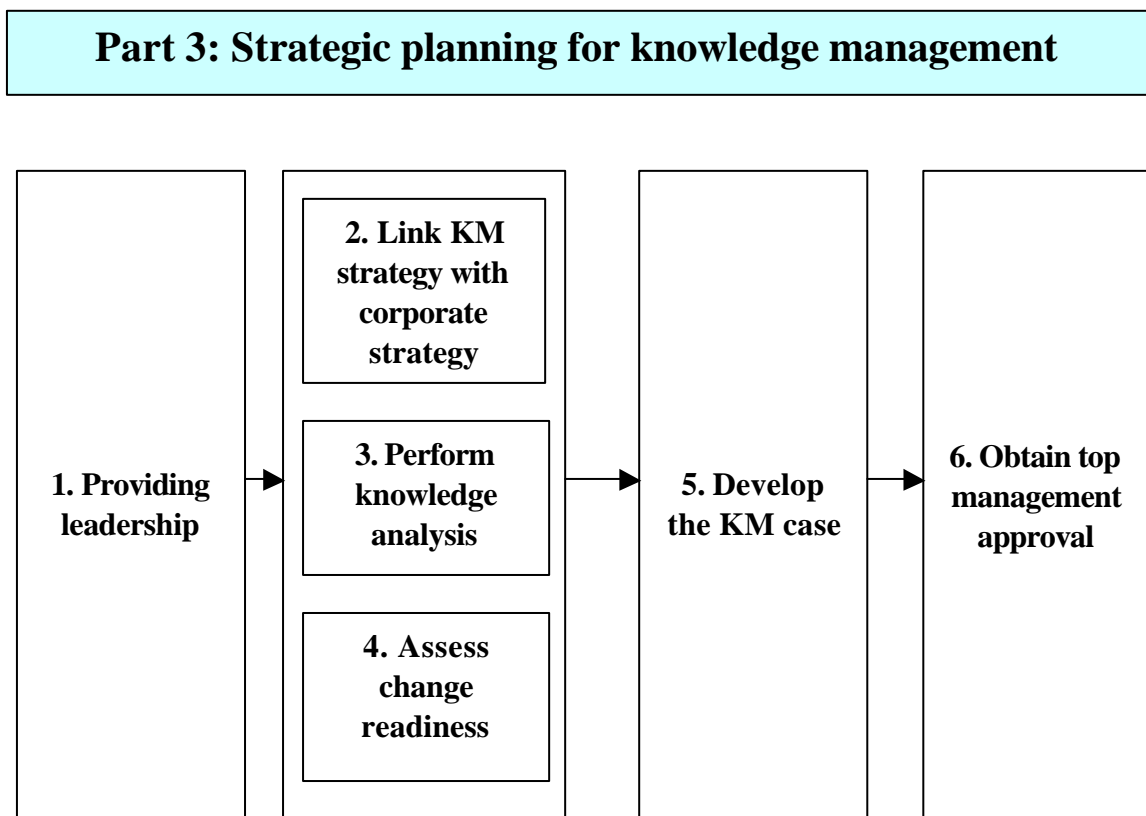 Part 3: Strategic planning for knowledge management
1. Providing
leadership
2. Link KM
strategy with
corporate
strategy
3. Perform
knowledge
analysis
4. Assess
change
readiness
5. Develop
the KM case
6. Obtain top
management
approval